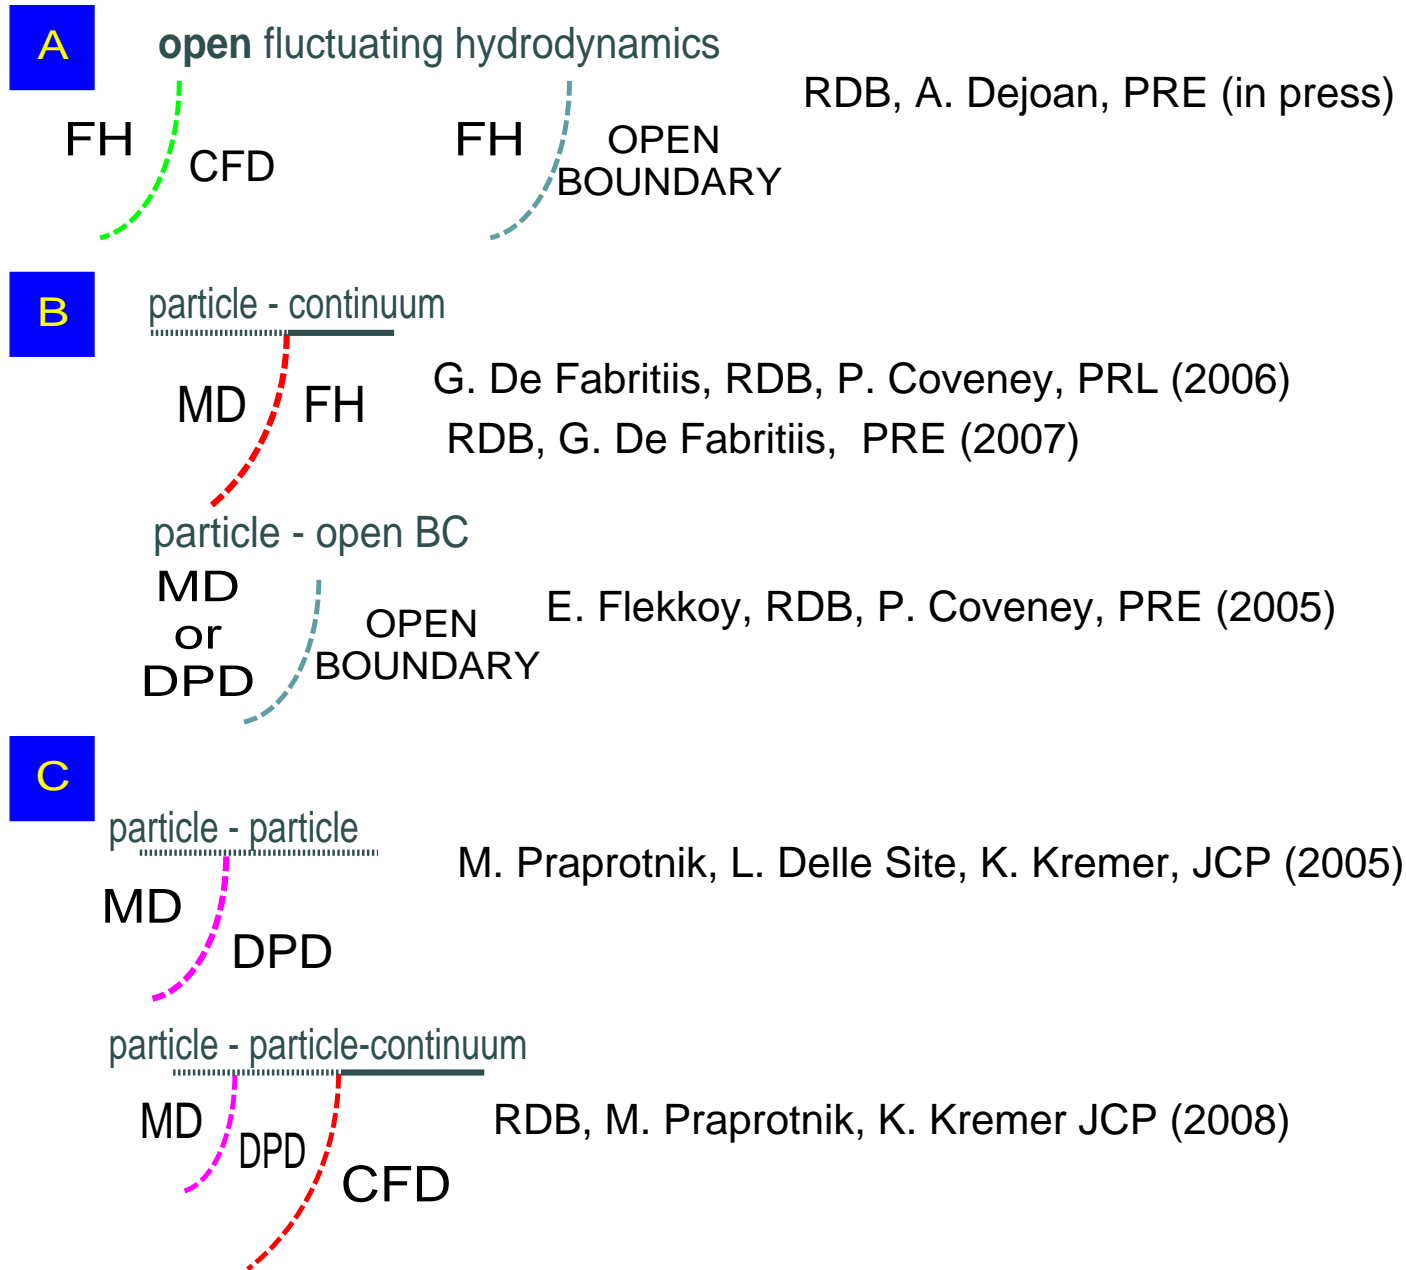 A
open fluctuating hydrodynamics
RDB, A. Dejoan, PRE (in press)
FH
CFD
FH
OPEN
BOUNDARY
B
particle - continuum
MD
FH
G. De Fabritiis, RDB, P. Coveney, PRL (2006)
RDB, G. De Fabritiis, PRE (2007)
particle - open BC
MD
or
DPD
OPEN
BOUNDARY
E. Flekkoy, RDB, P. Coveney, PRE (2005)
C
particle - particle
MD
DPD
M. Praprotnik, L. Delle Site, K. Kremer, JCP (2005)
particle - particle-continuum
MD
DPD
CFD
RDB, M. Praprotnik, K. Kremer JCP (2008)